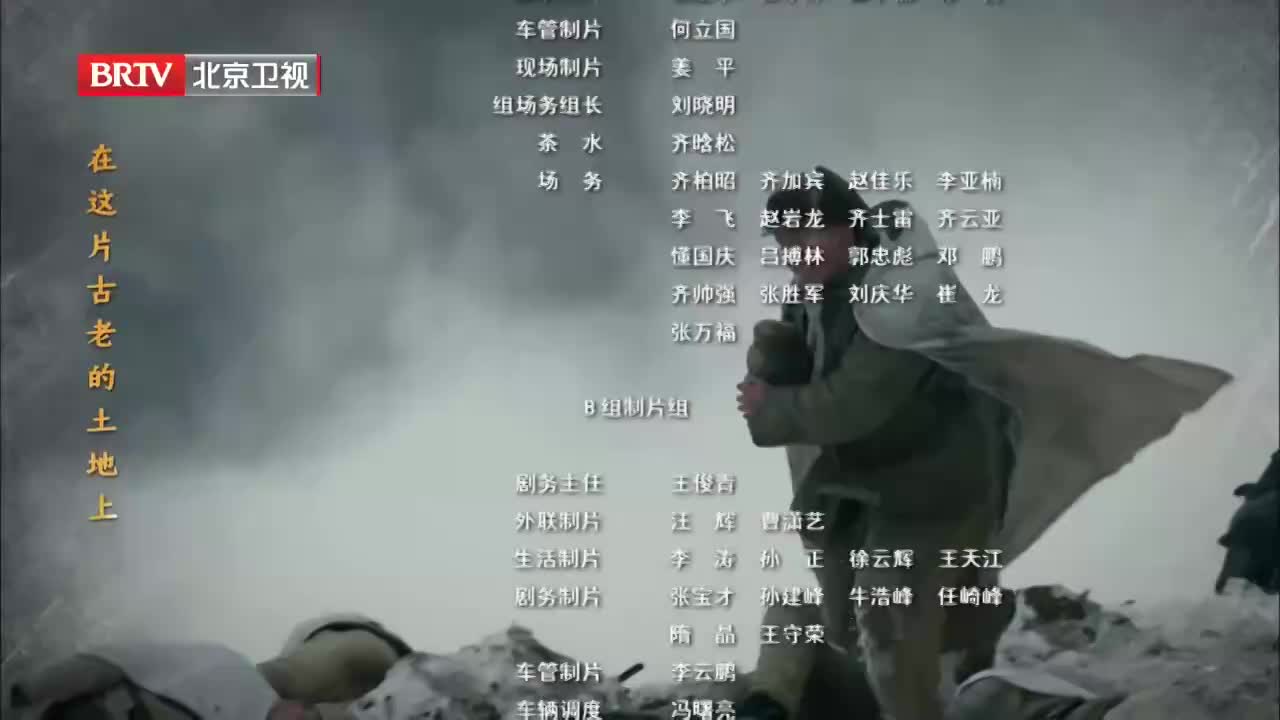 BRTV 北京卫视
在这片古老的土地上
车管制片 何立国
现场制片 姜 平
组场务组长 刘晓明
茶 水 齐晗松
场 务 齐柏昭 齐加宾 赵佳乐 李亚楠
李 飞 赵岩龙 齐士雷 齐云亚
懂国庆 吕搏林 郭忠彪 邓 鹏
齐帅强 张胜军 刘庆华 崔 龙
张万福
B组制片组
剧务主任 王俊青
外联制片 汪 辉 曹潇艺
生活制片 李 涛 孙 正 徐云辉 王天江
剧务制片 张宝才 孙建峰 牛浩峰 任崎峰
隋 晶 王守荣
车管制片 李云鹏
车辆调度 冯曙亮